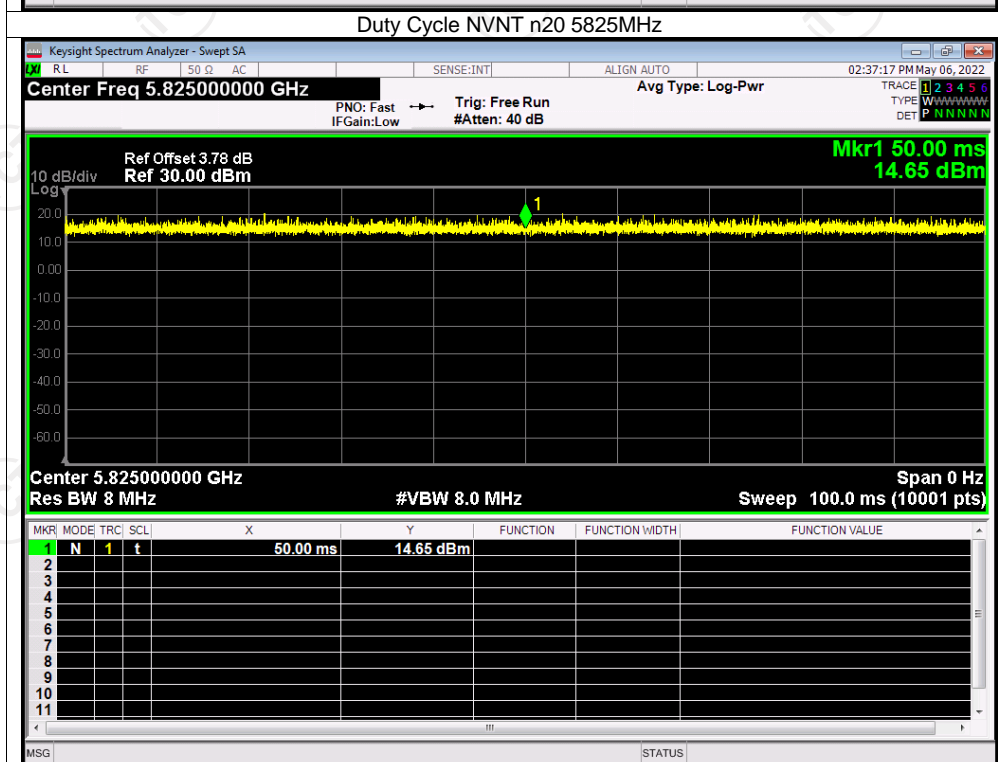 Duty Cycle NVNT n20 5825MHz
Keysight Spectrum Analyzer - Swept SA
LXI RL RF 50 Ω AC SENSE:INT ALIGN AUTO 02:37:17 PM May 06, 2022
Center Freq 5.825000000 GHz Avg Type: Log-Pwr TRACE 1 2 3 4 5 6
PNO: Fast Trig: Free Run TYPE WWWWWW
IFGain:Low #Atten: 40 dB DET P N N N N N
Mkr1 50.00 ms
Ref Offset 3.78 dB
10 dB/div Ref 30.00 dBm 14.65 dBm
Log
1
20.0
10.0
0.00
-10.0
-20.0
-30.0
-40.0
-50.0
-60.0
Center 5.825000000 GHz Span 0 Hz
Res BW 8 MHz #VBW 8.0 MHz Sweep 100.0 ms (10001 pts)
MKR MODE TRC SCL X Y FUNCTION FUNCTION WIDTH FUNCTION VALUE
1 N 1 t 50.00 ms 14.65 dBm
2
3
4
5
6
7
8
9
10
11
MSG STATUS